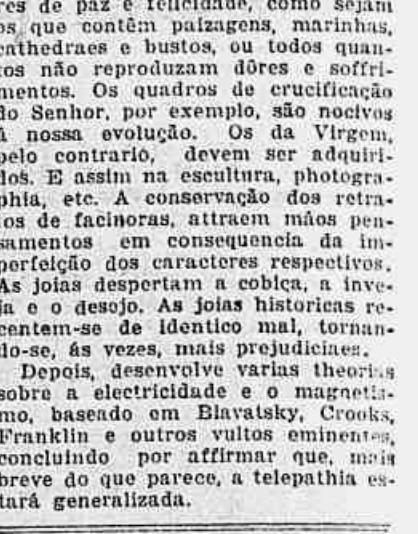 res de paz e felicidade, como sejam
os que contêm paizagens, marinhas,
cathedraes e bustos, ou todos quan-
tos não reproduzam dôres e soffri-
mentos. Os quadros de crucificação
do Senhor, por exemplo, são nocivos
á nossa evolução. Os da Virgem,
pelo contrario, devem ser adquiri-
dos. E assim na escultura, photogra-
phia, etc. A conservação dos retra-
tos de facinoras, attraem máos pen-
samentos em consequencia da im-
perfeição dos caracteres respectivos.
As joias despertam a cobiça, a inve-
ja e o desejo. As joias historicas re-
centem-se de identico mal, tornan-
do-se, ás vezes, mais prejudiciaes.
Depois, desenvolve varias theorias
sobre a electricidade e o magnetis-
mo, baseado em Blavatsky, Crooks,
Franklin e outros vultos eminentes,
concluindo por affirmar que, mais
breve do que parece, a telepathia es-
tará generalizada.